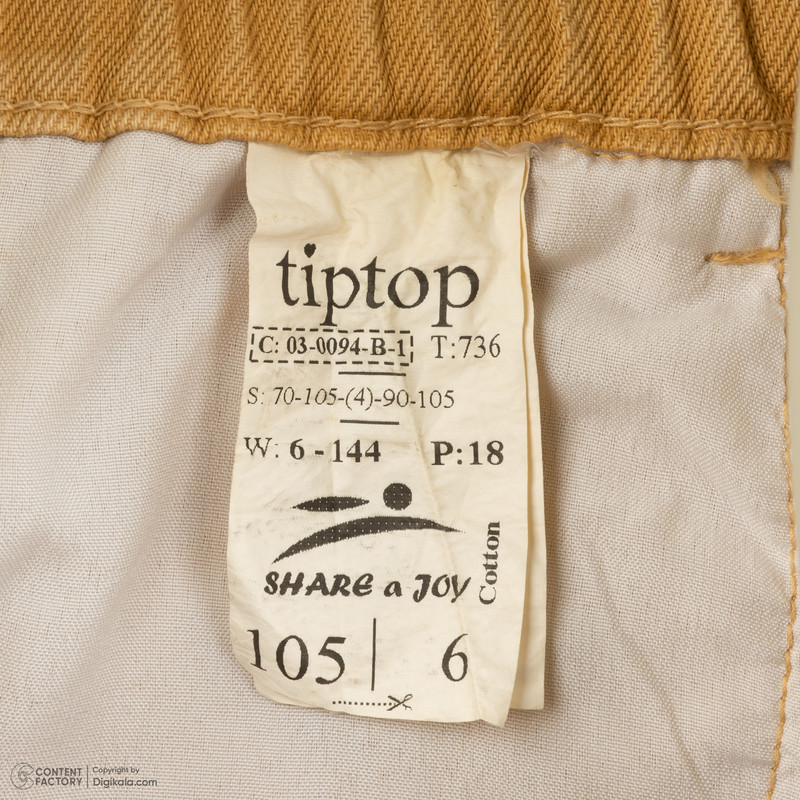 tiptop
C: 03-0094-B-1 T:736
S: 70-105-(4)-90-105
W: 6 - 144 P:18
SHARE a JOY
Cotton
105 | 6
CONTENT FACTORY
Copyright by
Digikala.com